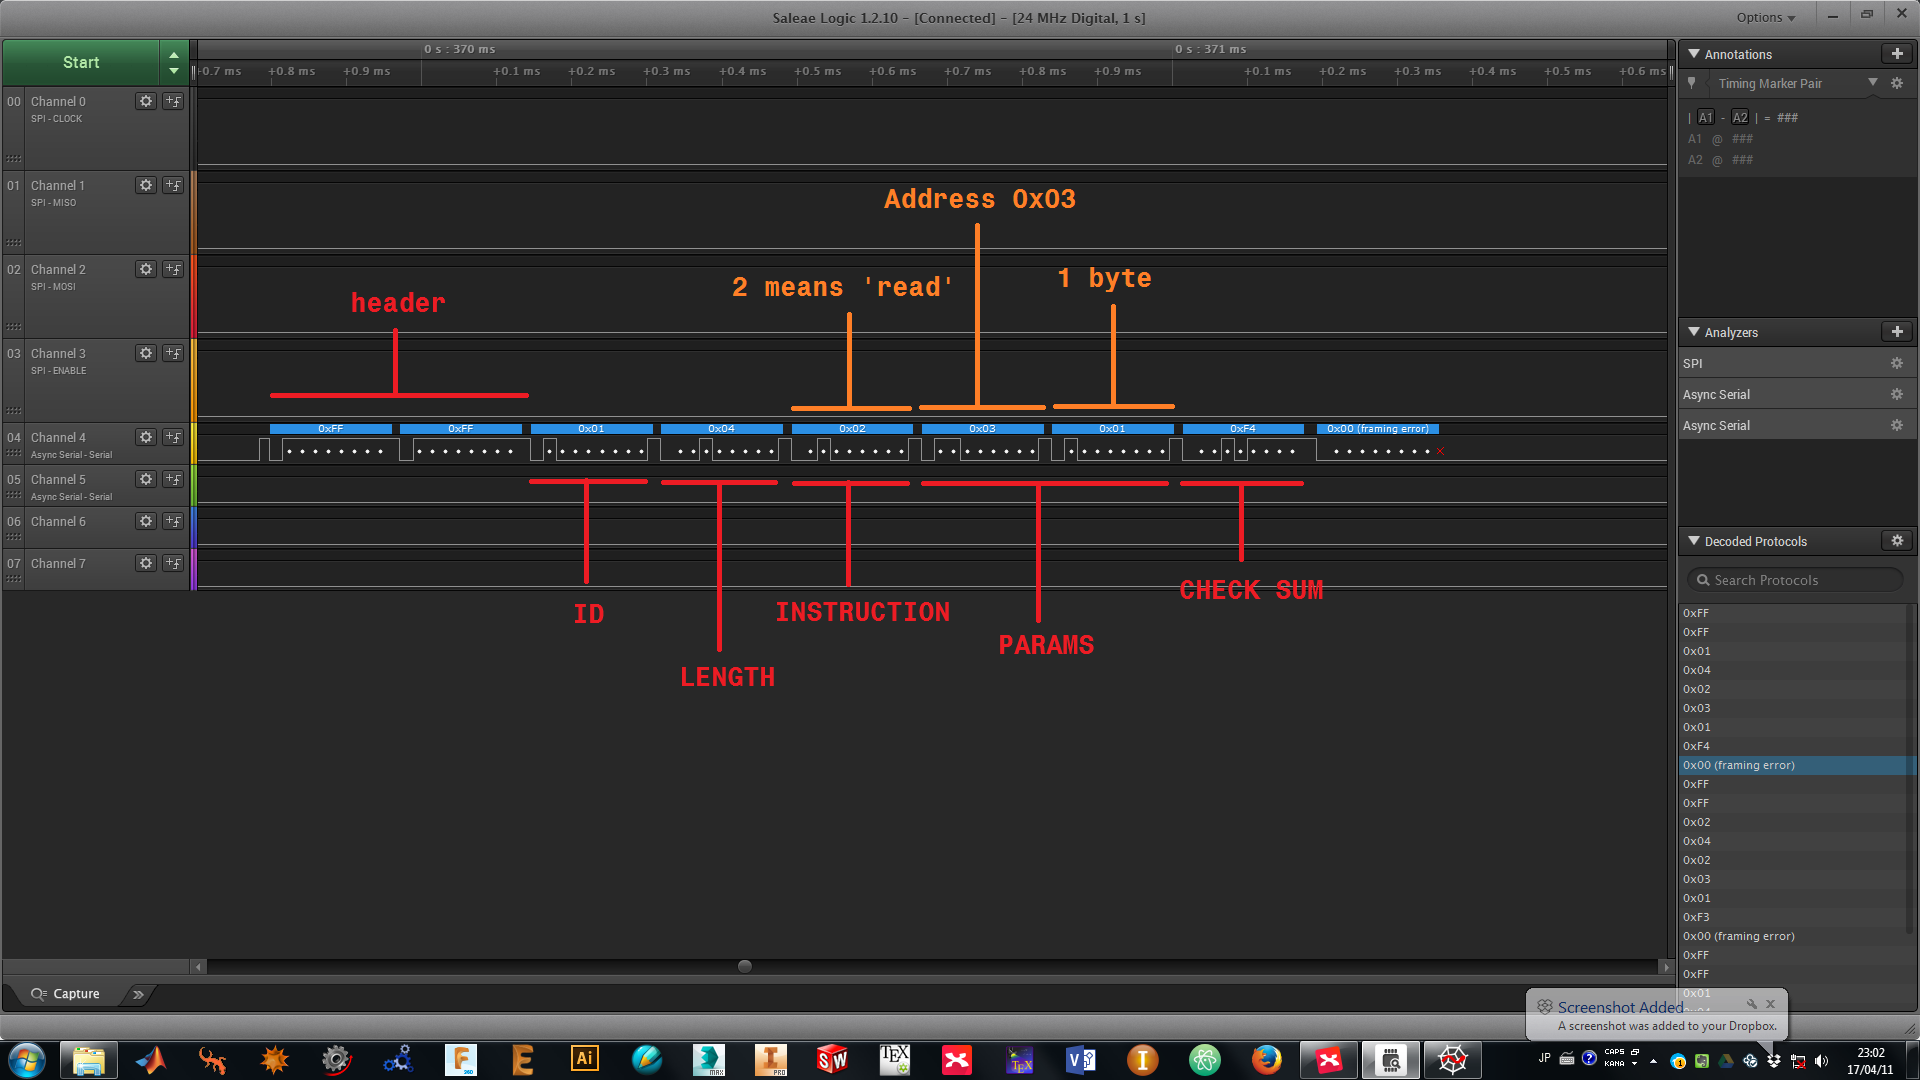 Saleae Logic 1.2.10 - [Connected] - [24 MHz Digital, 1 s]
Options
Start
0 s : 370 ms
0 s : 371 ms
+0.7 ms +0.8 ms +0.9 ms +0.1 ms +0.2 ms +0.3 ms +0.4 ms +0.5 ms +0.6 ms +0.7 ms +0.8 ms +0.9 ms +0.1 ms +0.2 ms +0.3 ms +0.4 ms +0.5 ms +0.6 ms
00 Channel 0
SPI - CLOCK
01 Channel 1
SPI - MISO
02 Channel 2
SPI - MOSI
03 Channel 3
SPI - ENABLE
04 Channel 4
Async Serial - Serial
05 Channel 5
Async Serial - Serial
06 Channel 6
07 Channel 7
Address 0x03
2 means 'read'
1 byte
header
0xFF 0xFF 0x01 0x04 0x02 0x03 0x01 0xF4 0x00 (framing error)
ID
LENGTH
INSTRUCTION
PARAMS
CHECK SUM
Annotations
Timing Marker Pair
| A1 - A2 | = ###
A1 @ ###
A2 @ ###
Analyzers
SPI
Async Serial
Async Serial
Decoded Protocols
Search Protocols
0xFF
0xFF
0x01
0x04
0x02
0x03
0x01
0xF4
0x00 (framing error)
0xFF
0xFF
0x02
0x04
0x02
0x03
0x01
0xF3
0x00 (framing error)
0xFF
0xFF
0x01
Capture
Screenshot Added
A screenshot was added to your Dropbox.
F
360
E
Ai
MAX
I
PRO
SW
TEX
TEX
V
I
JP
CAPS
KANA
23:02
17/04/11